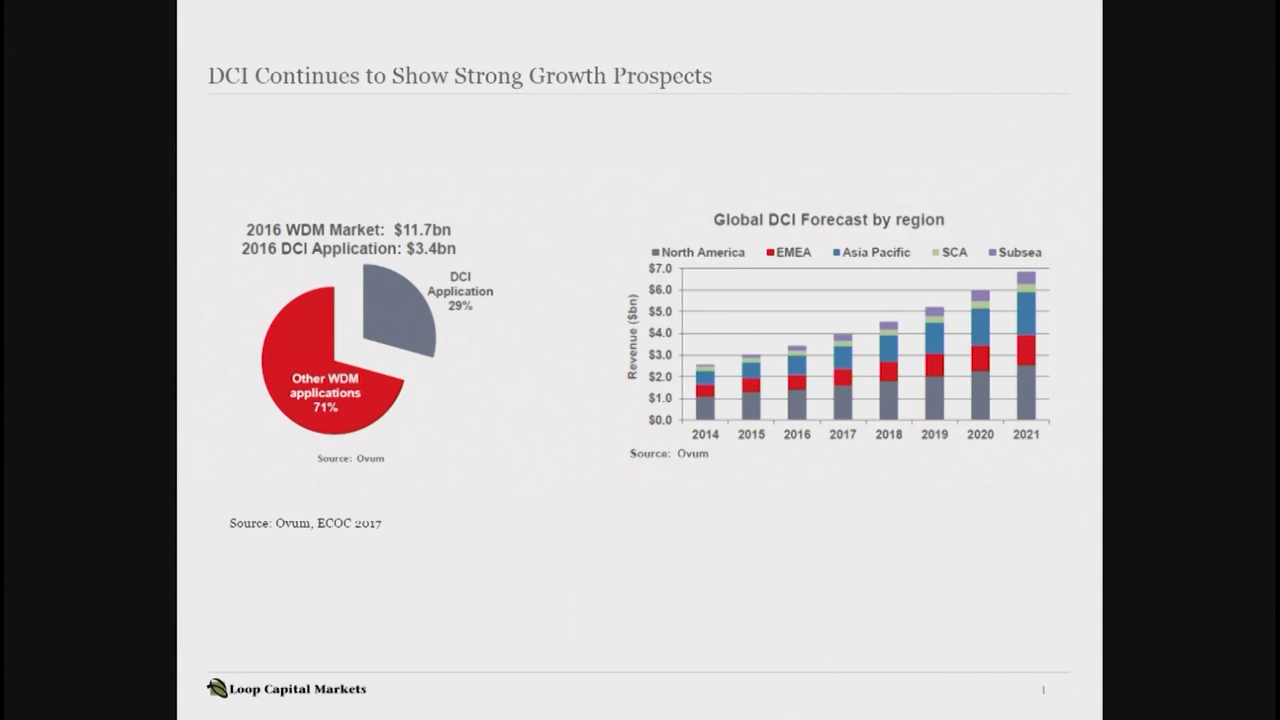 DCI Continues to Show Strong Growth Prospects
2016 WDM Market: $11.7bn
2016 DCI Application: $3.4bn
DCI
Application
29%
Other WDM
applications
71%
Source: Ovum
Global DCI Forecast by region
North America EMEA Asia Pacific SCA Subsea
Revenue ($bn)
$7.0
$6.0
$5.0
$4.0
$3.0
$2.0
$1.0
$0.0
2014 2015 2016 2017 2018 2019 2020 2021
Source: Ovum
Source: Ovum, ECOC 2017
Loop Capital Markets
1